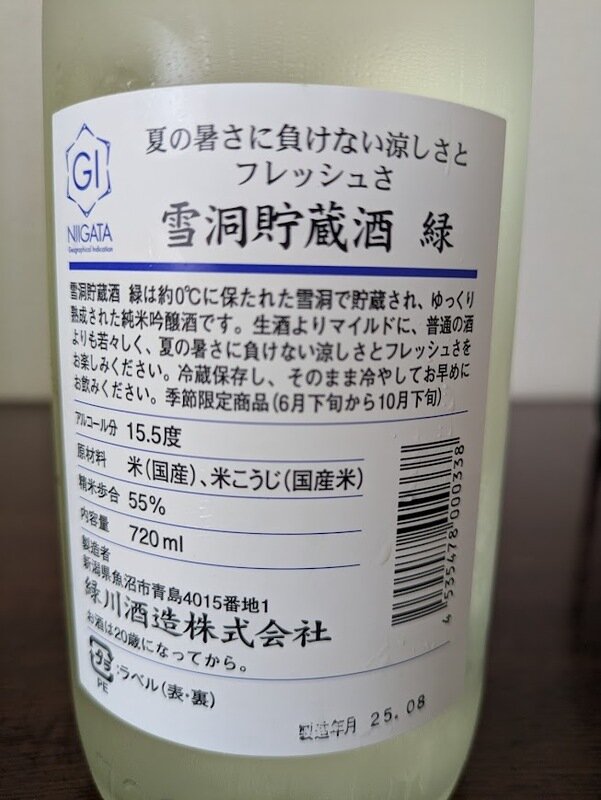 GI
NIIGATA
Geographical Indication
夏の暑さに負けない涼しさと
フレッシュさ
雪洞貯蔵酒 緑
雪洞貯蔵酒 緑は約0℃に保たれた雪洞で貯蔵され、ゆっくり
熟成された純米吟醸酒です。生酒よりマイルドに、普通の酒
よりも若々しく、夏の暑さに負けない涼しさとフレッシュさを
お楽しみください。冷蔵保存し、そのまま冷やしてお早めに
お飲みください。季節限定商品(6月下旬から10月下旬)
アルコール分 15.5度
原材料 米(国産)、米こうじ(国産米)
精米歩合 55%
内容量 720ml
製造者
新潟県魚沼市青島4015番地1
緑川酒造株式会社
お酒は20歳になってから。
プラ
PE
:ラベル(表・裏)
製造年月 25.08
4 535478 000338